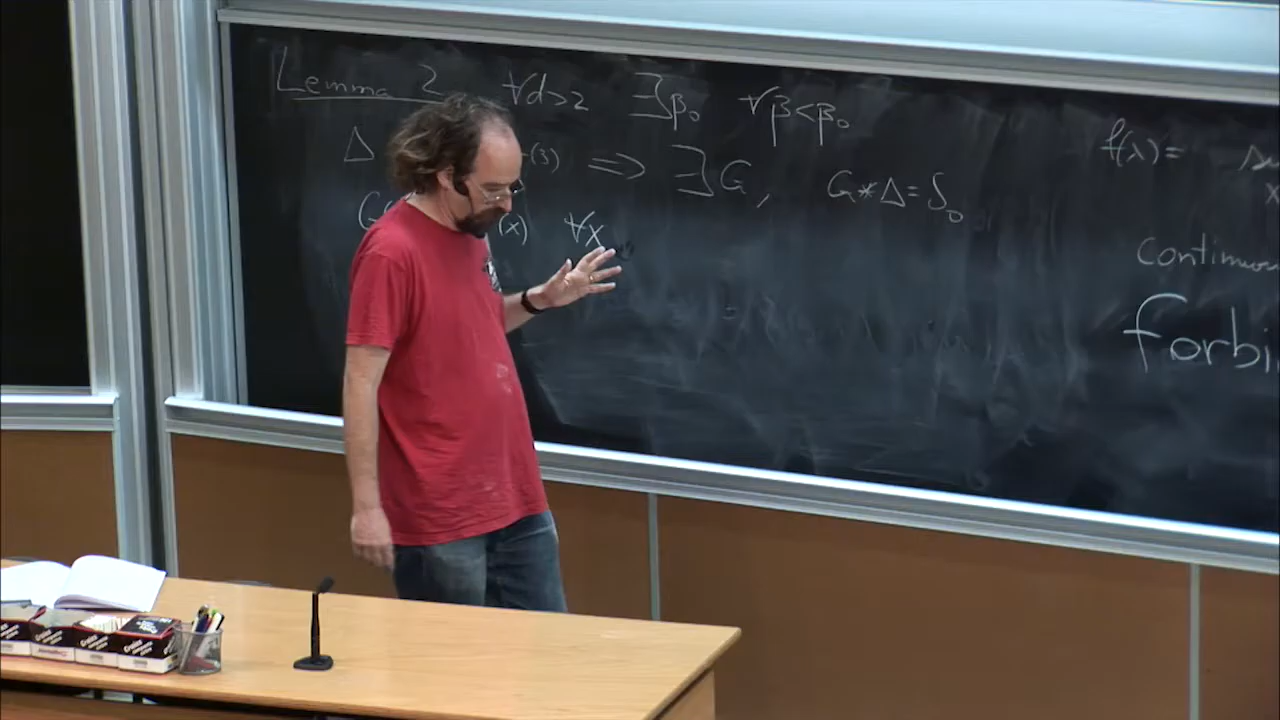 Lemma 2 ∀d>2 ∃β₀ ∀β<β₀
Δ (3) ⟹ ∃G, G*Δ=δ₀
G (x) ∀x
f(λ)=
continuou
forbi